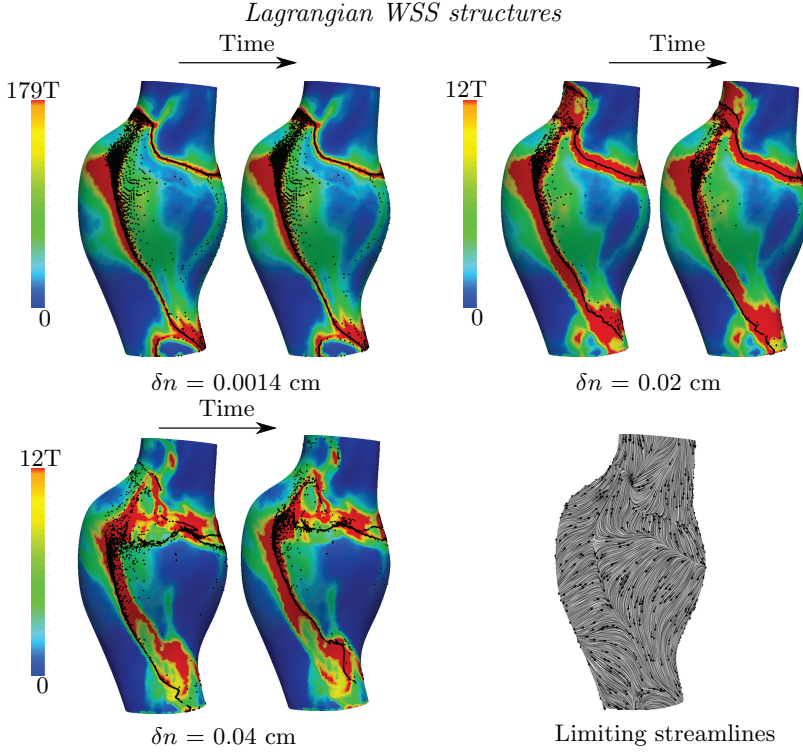 Lagrangian WSS structures
Time
Time
179T
12T
0
0
δn = 0.0014 cm
δn = 0.02 cm
Time
12T
0
δn = 0.04 cm
Limiting streamlines